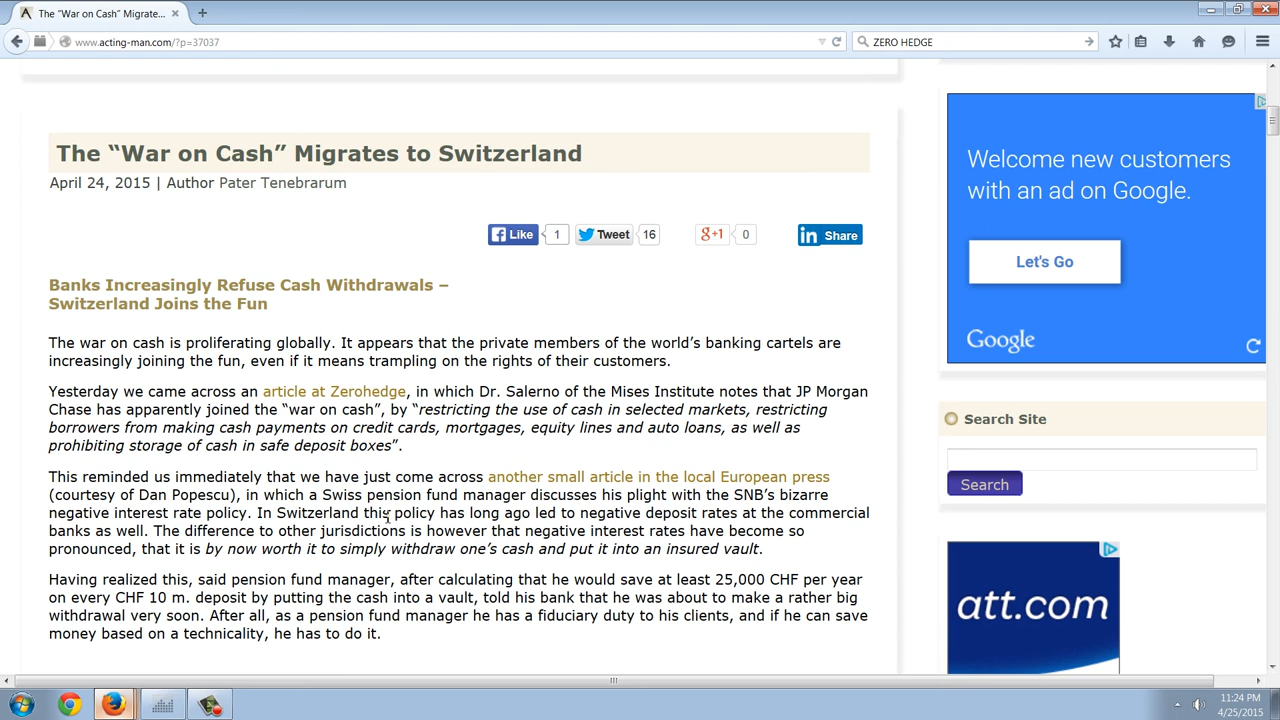 The “War on Cash” Migrate...
www.acting-man.com/?p=37037
ZERO HEDGE
The “War on Cash” Migrates to Switzerland
April 24, 2015 | Author Pater Tenebrarum
Like 1 Tweet 16 g+1 0 in Share
Banks Increasingly Refuse Cash Withdrawals –
Switzerland Joins the Fun
The war on cash is proliferating globally. It appears that the private members of the world’s banking cartels are
increasingly joining the fun, even if it means trampling on the rights of their customers.
Yesterday we came across an article at Zerohedge, in which Dr. Salerno of the Mises Institute notes that JP Morgan
Chase has apparently joined the “war on cash”, by “restricting the use of cash in selected markets, restricting
borrowers from making cash payments on credit cards, mortgages, equity lines and auto loans, as well as
prohibiting storage of cash in safe deposit boxes”.
This reminded us immediately that we have just come across another small article in the local European press
(courtesy of Dan Popescu), in which a Swiss pension fund manager discusses his plight with the SNB’s bizarre
negative interest rate policy. In Switzerland this policy has long ago led to negative deposit rates at the commercial
banks as well. The difference to other jurisdictions is however that negative interest rates have become so
pronounced, that it is by now worth it to simply withdraw one’s cash and put it into an insured vault.
Having realized this, said pension fund manager, after calculating that he would save at least 25,000 CHF per year
on every CHF 10 m. deposit by putting the cash into a vault, told his bank that he was about to make a rather big
withdrawal very soon. After all, as a pension fund manager he has a fiduciary duty to his clients, and if he can save
money based on a technicality, he has to do it.
Welcome new customers
with an ad on Google.
Let's Go
Google
Search Site
Search
att.com
11:24 PM
4/25/2015